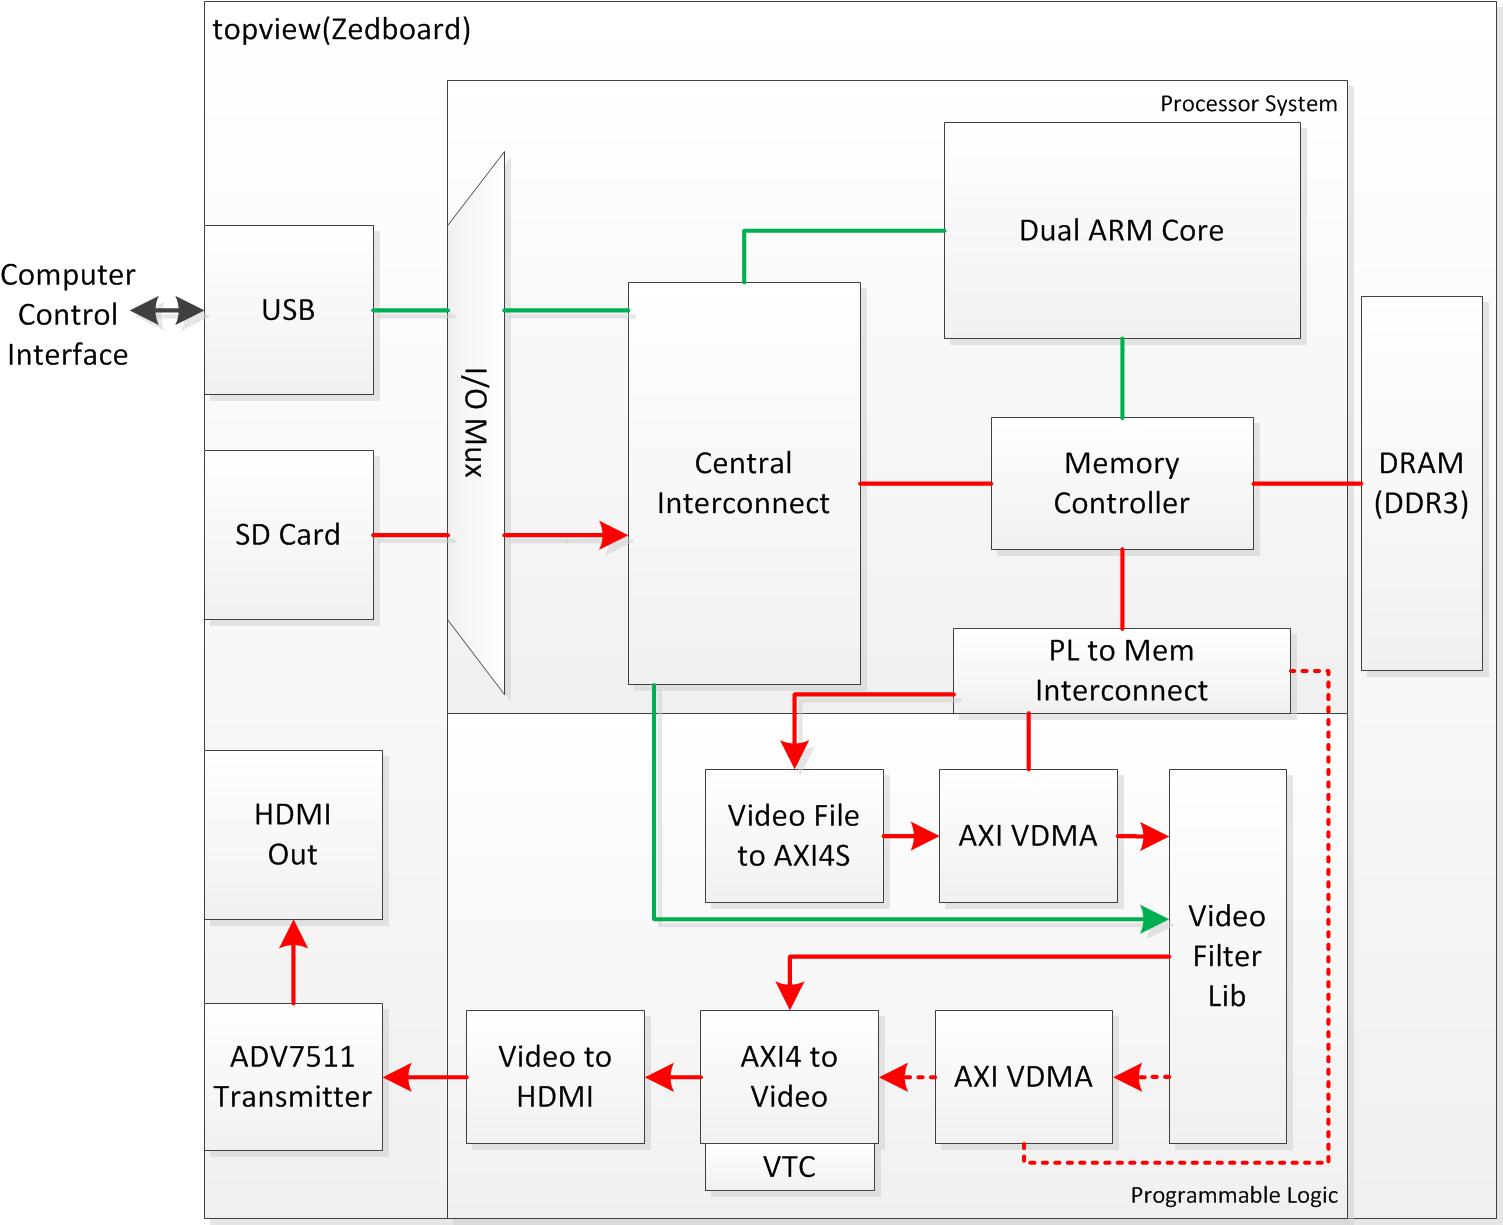 topview(Zedboard)
Processor System
Dual ARM Core
Computer
Control
Interface
USB
I/O Mux
Central
Interconnect
Memory
Controller
DRAM
(DDR3)
SD Card
PL to Mem
Interconnect
HDMI
Out
Video File
to AXI4S
AXI VDMA
Video
Filter
Lib
ADV7511
Transmitter
Video to
HDMI
AXI4 to
Video
AXI VDMA
VTC
Programmable Logic